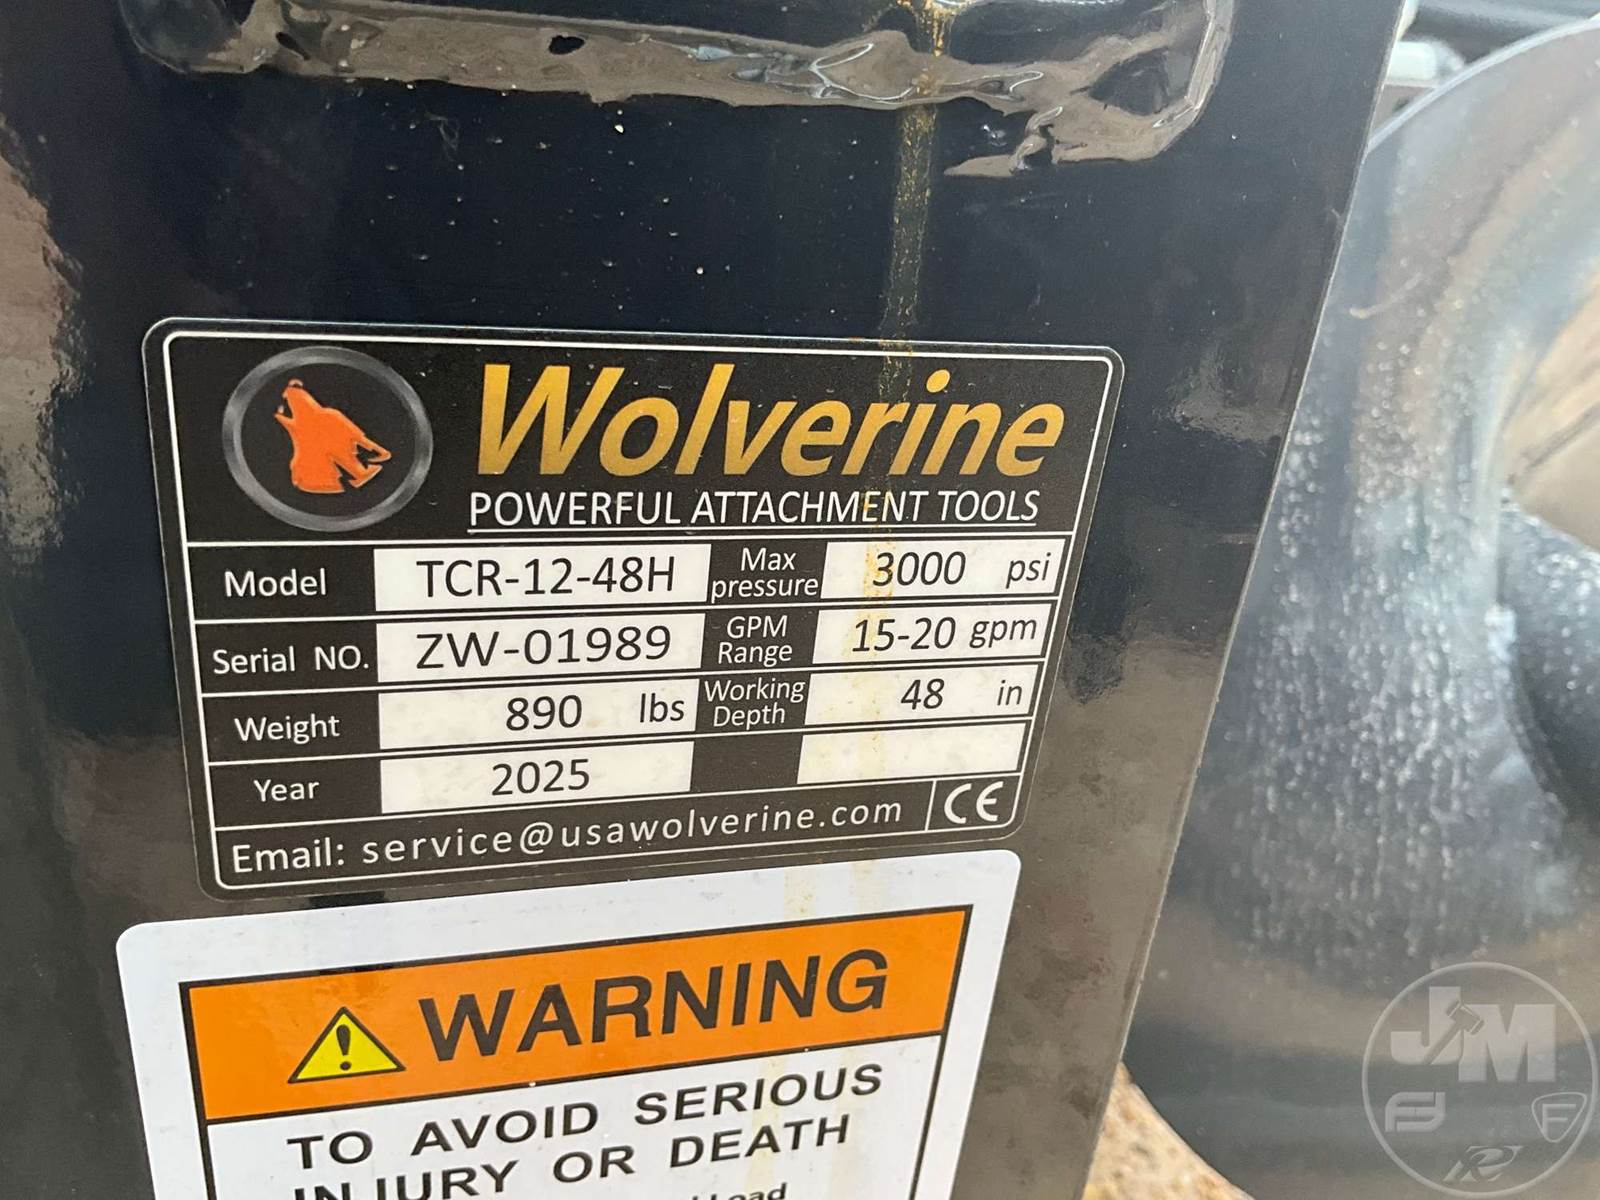 Wolverine
POWERFUL ATTACHMENT TOOLS
Model TCR-12-48H Max pressure 3000 psi
Serial NO. ZW-01989 GPM Range 15-20 gpm
Weight 890 lbs Working Depth 48 in
Year 2025
Email: service@usawolverine.com CE
WARNING
TO AVOID SERIOUS
INJURY OR DEATH
Load
JM
F